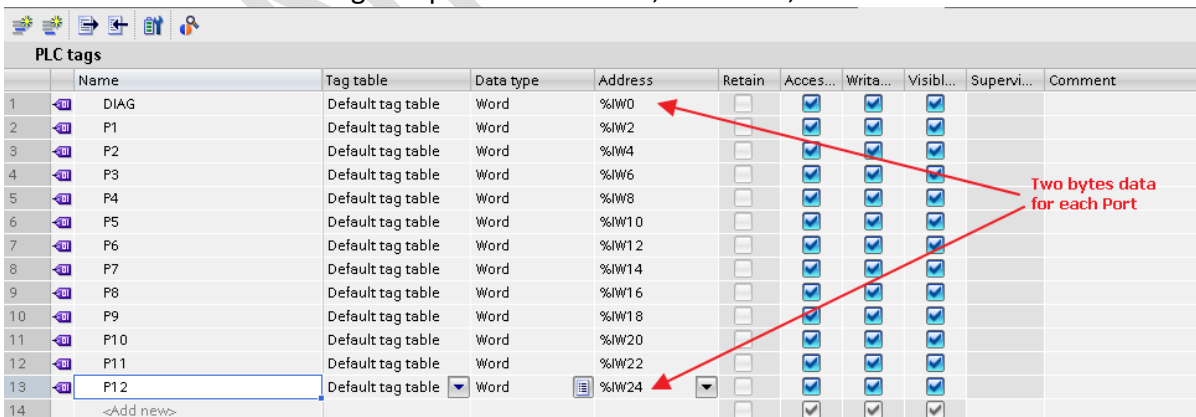 PLC tags
Name Tag table Data type Address Retain Acces... Writa... Visibl... Supervi... Comment
1 DIAG Default tag table Word %IW0
2 P1 Default tag table Word %IW2
3 P2 Default tag table Word %IW4
4 P3 Default tag table Word %IW6
5 P4 Default tag table Word %IW8
6 P5 Default tag table Word %IW10
7 P6 Default tag table Word %IW12
8 P7 Default tag table Word %IW14
9 P8 Default tag table Word %IW16
10 P9 Default tag table Word %IW18
11 P10 Default tag table Word %IW20
12 P11 Default tag table Word %IW22
13 P12 Default tag table Word %IW24
14 <Add new>
Two bytes data
for each Port